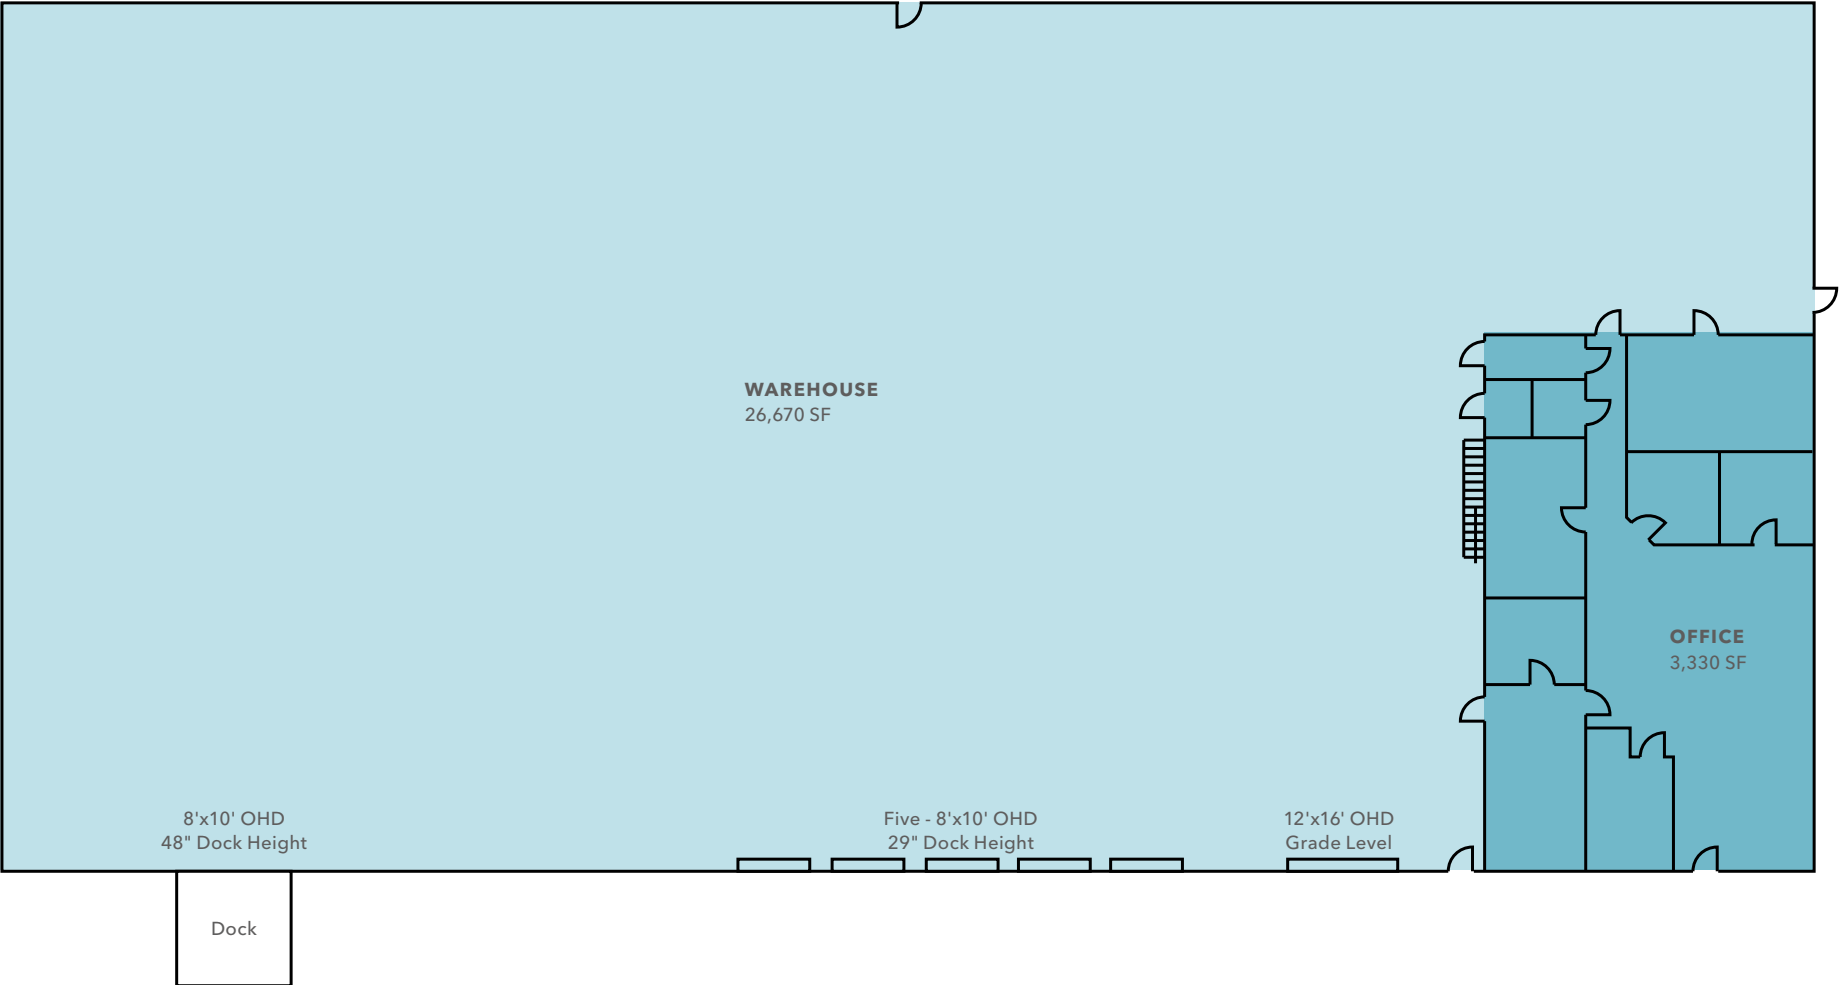 WAREHOUSE
26,670 SF
OFFICE
3,330 SF
8'x10' OHD
48" Dock Height
Five - 8'x10' OHD
29" Dock Height
12'x16' OHD
Grade Level
Dock